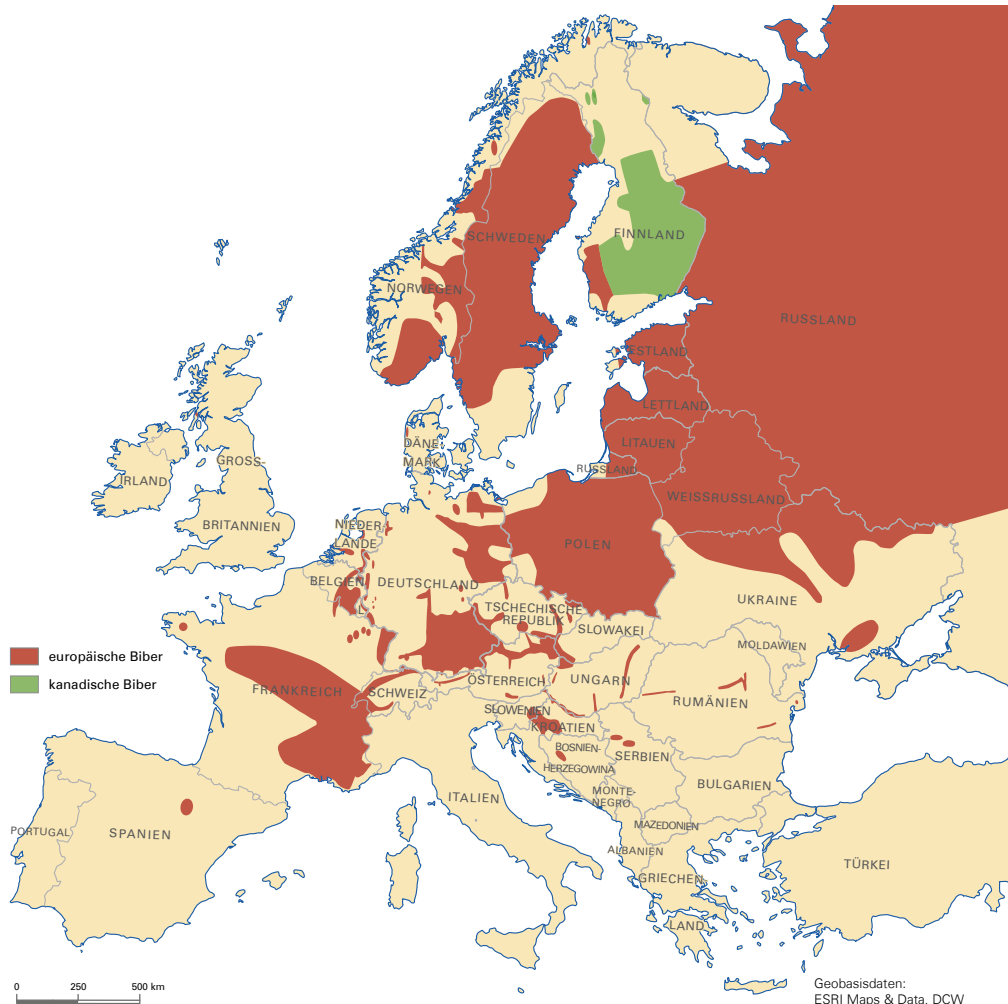 SCHWEDEN
FINNLAND
NORWEGEN
RUSSLAND
ESTLAND
LETTLAND
DÄNE-
MARK
LITAUEN
RUSSLAND
GROSS-
IRLAND
BRITANNIEN
WEISSRUSSLAND
NIEDER-
LANDE
POLEN
BELGIEN
DEUTSCHLAND
L.
TSCHECHISCHE
REPUBLIK
UKRAINE
SLOWAKEI
MOLDAWIEN
europäische Biber
kanadische Biber
FRANKREICH
SCHWEIZ
ÖSTERREICH
UNGARN
RUMÄNIEN
SLOWENIEN
KROATIEN
BOSNIEN-
HERZEGOWINA
SERBIEN
BULGARIEN
MONTE-
NEGRO
ITALIEN
MAZEDONIEN
PORTUGAL
SPANIEN
ALBANIEN
TÜRKEI
GRIECHEN-
LAND
0 250 500 km
Geobasisdaten:
ESRI Maps & Data, DCW